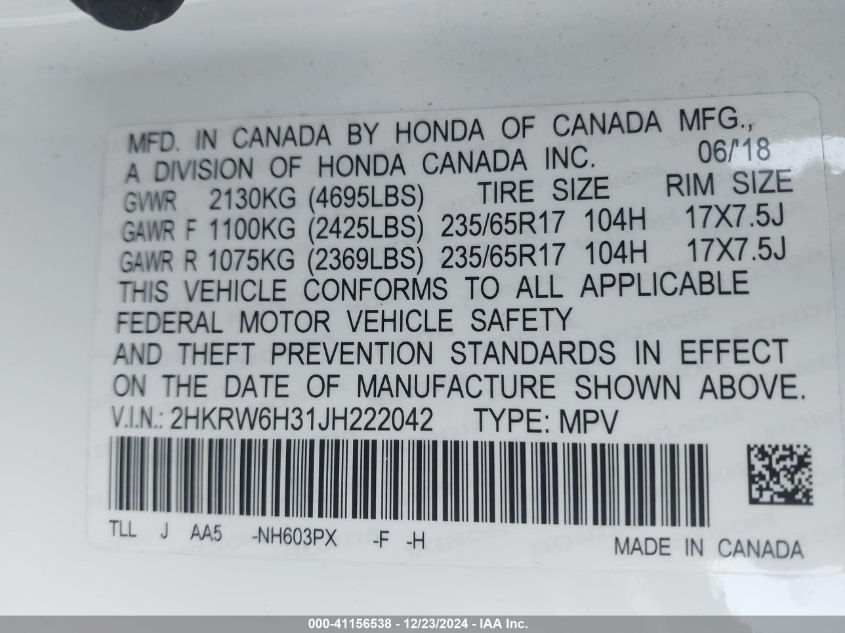 MFD. IN CANADA BY HONDA OF CANADA MFG.,
A DIVISION OF HONDA CANADA INC. 06/'18
GVWR 2130KG (4695LBS) TIRE SIZE RIM SIZE
GAWR F 1100KG (2425LBS) 235/65R17 104H 17X7.5J
GAWR R 1075KG (2369LBS) 235/65R17 104H 17X7.5J
THIS VEHICLE CONFORMS TO ALL APPLICABLE
FEDERAL MOTOR VEHICLE SAFETY
AND THEFT PREVENTION STANDARDS IN EFFECT
ON THE DATE OF MANUFACTURE SHOWN ABOVE.
V.I.N.: 2HKRW6H31JH222042 TYPE: MPV
TLL J AA5 -NH603PX -F -H
MADE IN CANADA
000-41156538 - 12/23/2024 - IAA Inc.